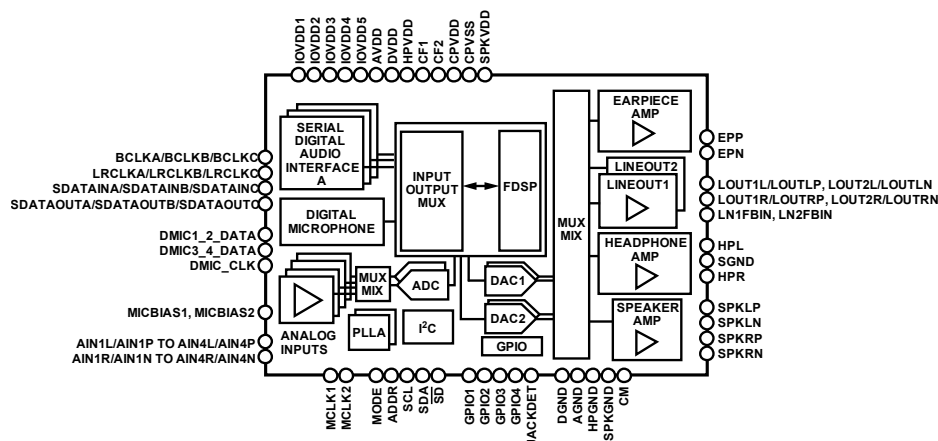 IOVDD1
IOVDD2
IOVDD3
IOVDD4
IOVDD5
AVDD
DVDD
HPVDD
CF1
CF2
CPVDD
CPVSS
SPKVDD
BCLKA/BCLKB/BCLKC
LRCLKA/LRCLKB/LRCLKC
SDATAINA/SDATAINB/SDATAINC
SDATAOUTA/SDATAOUTB/SDATAOUTC
DMIC1_2_DATA
DMIC3_4_DATA
DMIC_CLK
MICBIAS1, MICBIAS2
AIN1L/AIN1P TO AIN4L/AIN4P
AIN1R/AIN1N TO AIN4R/AIN4N
SERIAL
DIGITAL
AUDIO
INTERFACE
A
DIGITAL
MICROPHONE
ANALOG
INPUTS
MUX
MIX
ADC
PLLA
I²C
INPUT
OUTPUT
MUX
FDSP
DAC1
DAC2
GPIO
MUX
MIX
EARPIECE
AMP
LINEOUT2
LINEOUT1
HEADPHONE
AMP
SPEAKER
AMP
EPP
EPN
LOUT1L/LOUTLP, LOUT2L/LOUTLN
LOUT1R/LOUTRP, LOUT2R/LOUTRN
LN1FBIN, LN2FBIN
HPL
SGND
HPR
SPKLP
SPKLN
SPKRP
SPKRN
MCLK1
MCLK2
MODE
ADDR
SCL
SDA
SD
GPIO1
GPIO2
GPIO3
GPIO4
JACKDET
DGND
AGND
HPGND
SPKGND
CM